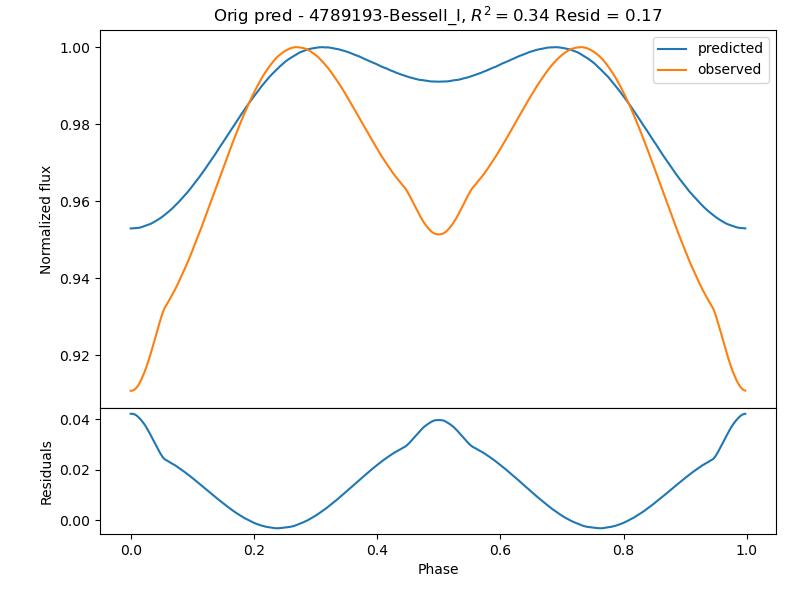 Orig pred - 4789193-Bessell_I, R² = 0.34 Resid = 0.17
predicted
observed
Normalized flux
1.00
0.98
0.96
0.94
0.92
Residuals
0.04
0.02
0.00
0.0 0.2 0.4 0.6 0.8 1.0
Phase